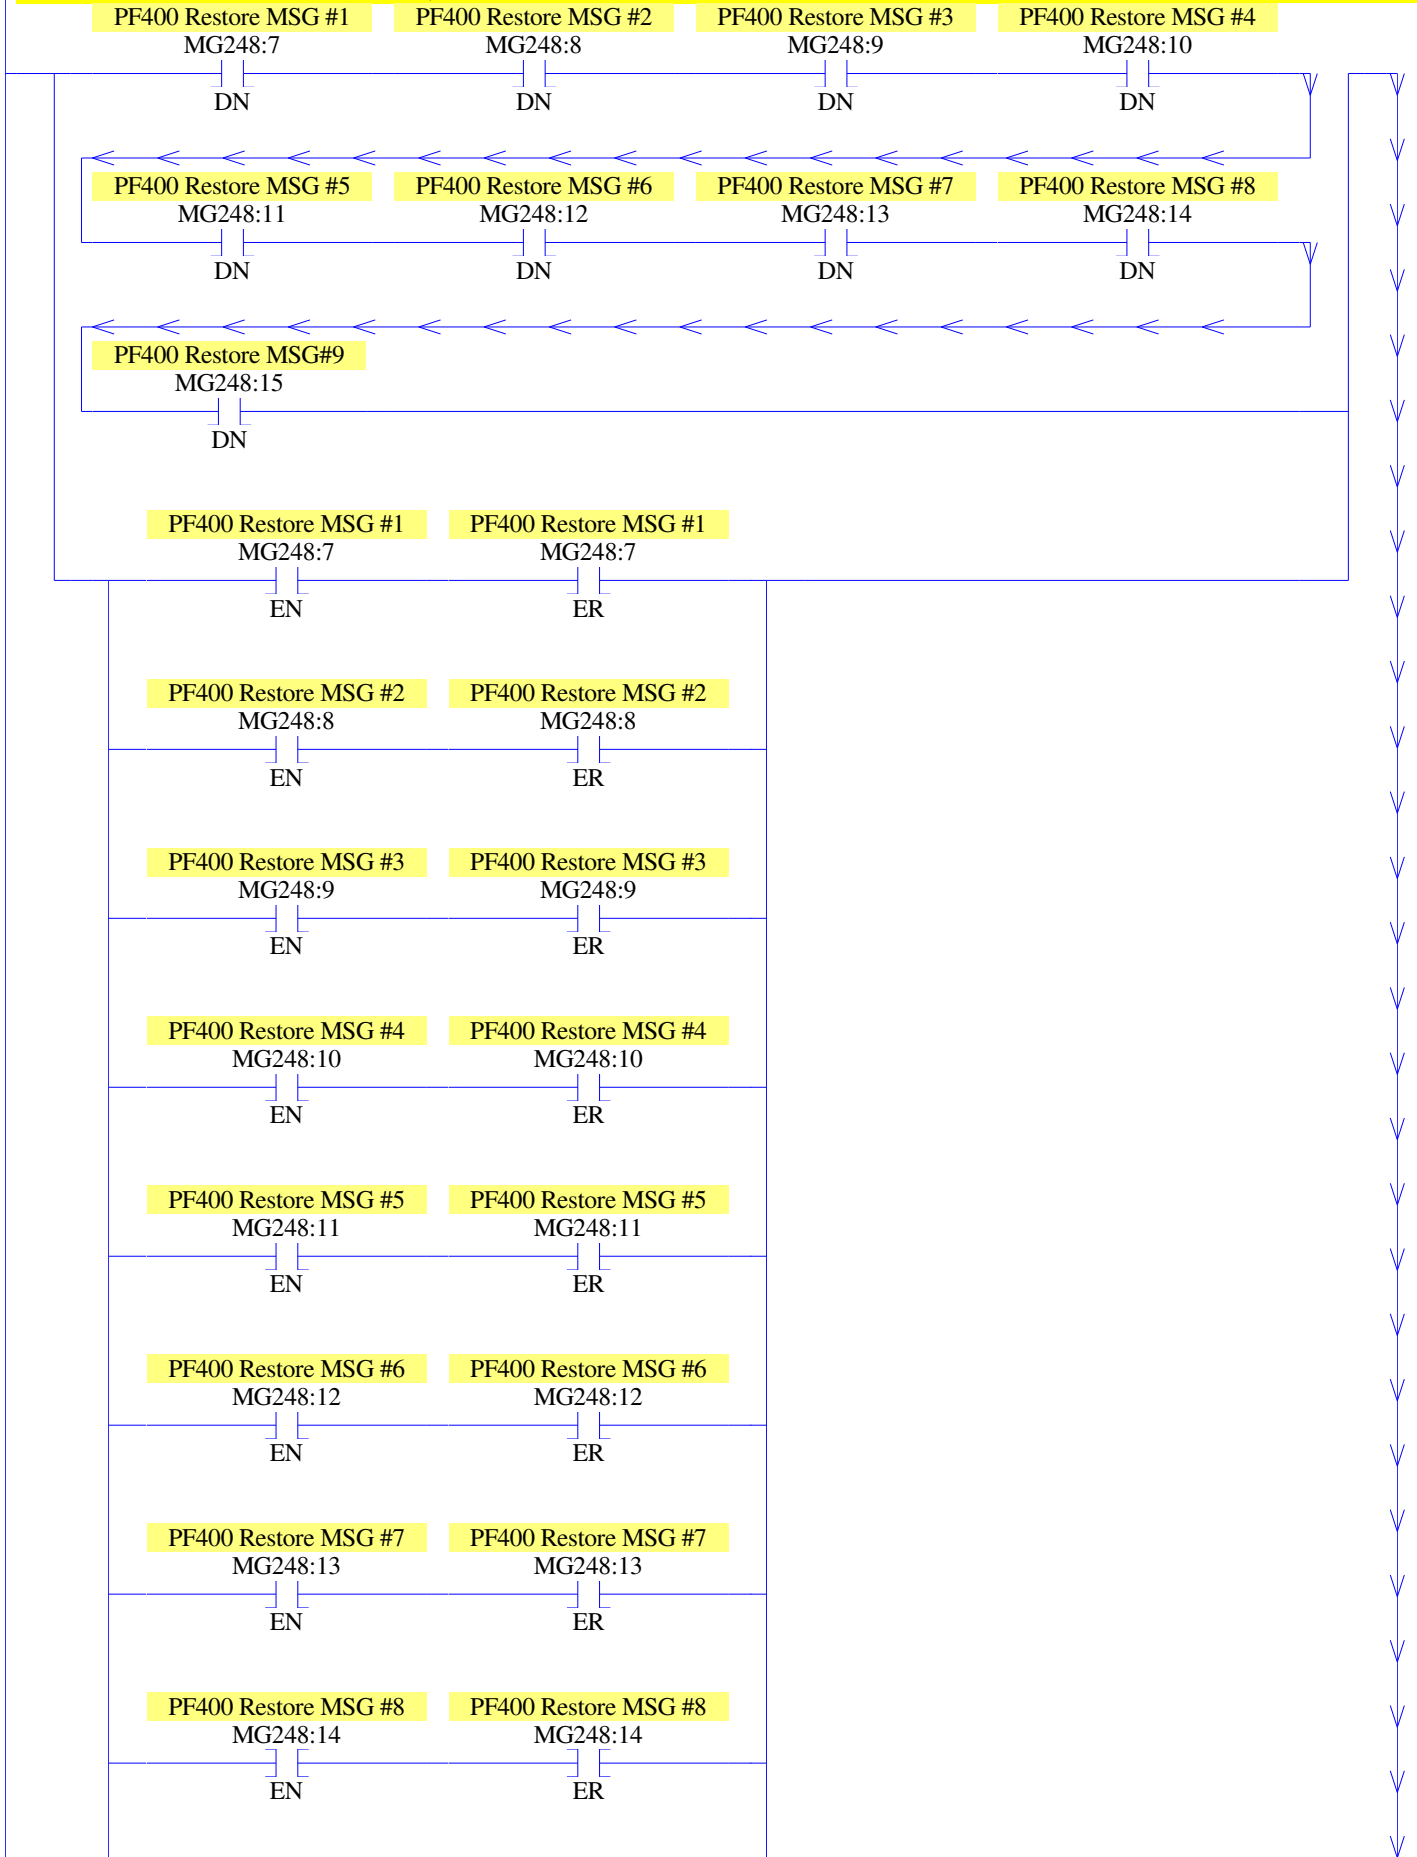 PF400 Restore MSG #1 PF400 Restore MSG #2 PF400 Restore MSG #3 PF400 Restore MSG #4
MG248:7 MG248:8 MG248:9 MG248:10
DN DN DN DN
PF400 Restore MSG #5 PF400 Restore MSG #6 PF400 Restore MSG #7 PF400 Restore MSG #8
MG248:11 MG248:12 MG248:13 MG248:14
DN DN DN DN
PF400 Restore MSG#9
MG248:15
DN
PF400 Restore MSG #1 PF400 Restore MSG #1
MG248:7 MG248:7
EN ER
PF400 Restore MSG #2 PF400 Restore MSG #2
MG248:8 MG248:8
EN ER
PF400 Restore MSG #3 PF400 Restore MSG #3
MG248:9 MG248:9
EN ER
PF400 Restore MSG #4 PF400 Restore MSG #4
MG248:10 MG248:10
EN ER
PF400 Restore MSG #5 PF400 Restore MSG #5
MG248:11 MG248:11
EN ER
PF400 Restore MSG #6 PF400 Restore MSG #6
MG248:12 MG248:12
EN ER
PF400 Restore MSG #7 PF400 Restore MSG #7
MG248:13 MG248:13
EN ER
PF400 Restore MSG #8 PF400 Restore MSG #8
MG248:14 MG248:14
EN ER